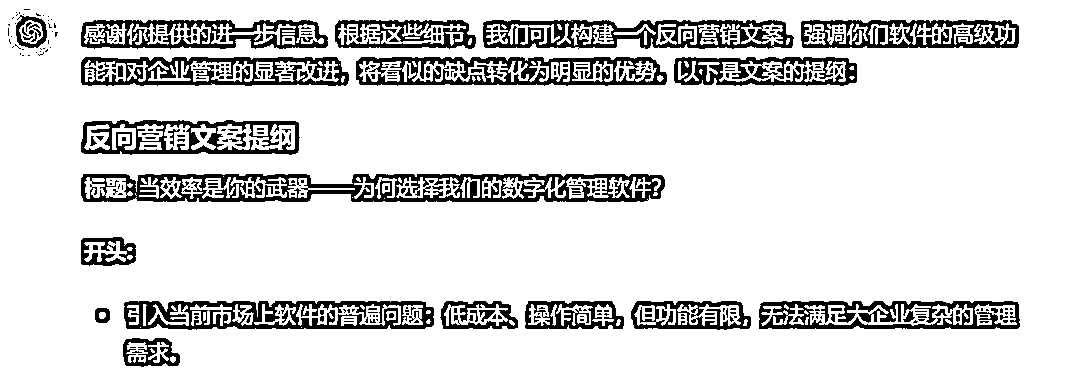 感谢你提供的进一步信息。根据这些细节，我们可以构建一个反向营销文案，强调你们软件的高级功
能和对企业管理的显著改进，将看似的缺点转化为明显的优势。以下是文案的提纲：
反向营销文案提纲
标题: 当效率是你的武器——为何选择我们的数字化管理软件?
开头:
引入当前市场上软件的普遍问题：低成本、操作简单，但功能有限，无法满足大企业复杂的管理
需求。